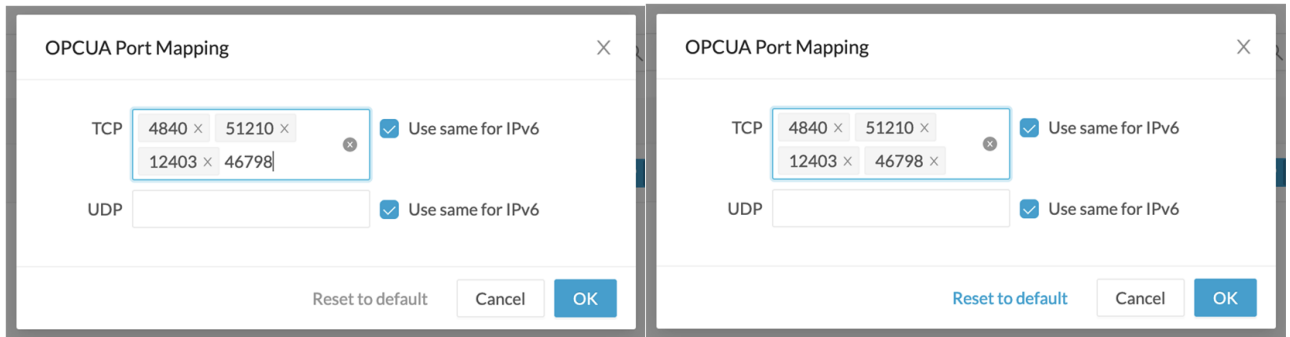 OPCUA Port Mapping
TCP 4840 51210 Use same for IPv6
12403 46798
UDP Use same for IPv6
Reset to default Cancel OK
OPCUA Port Mapping
TCP 4840 51210 Use same for IPv6
12403 46798
UDP Use same for IPv6
Reset to default Cancel OK